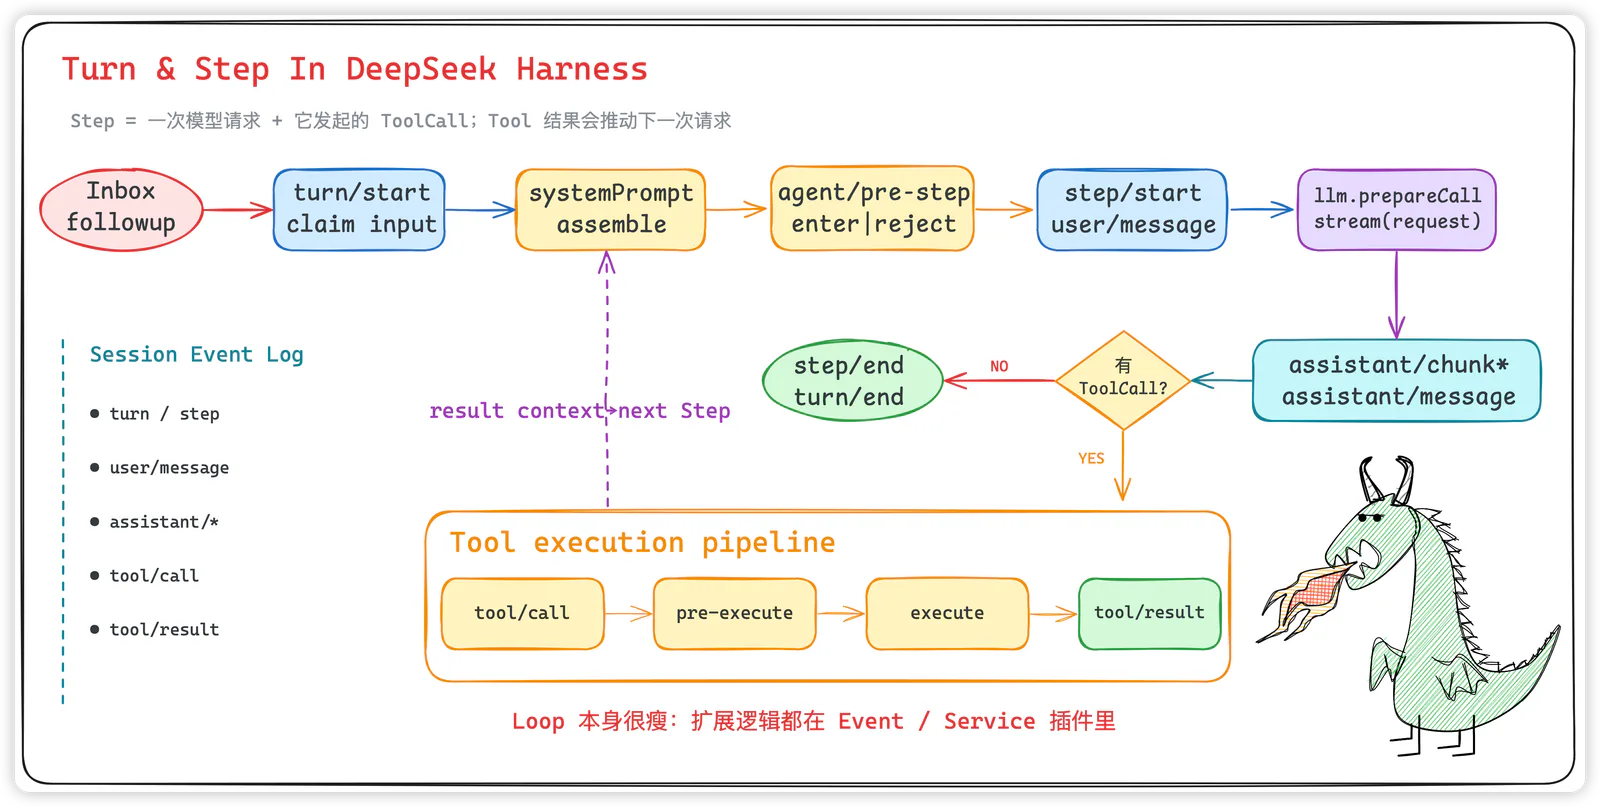 Turn & Step In DeepSeek Harness
Step = 一次模型请求 + 它发起的 ToolCall; Tool 结果会推动下一次请求
Inbox
followup
turn/start
claim input
systemPrompt
assemble
agent/pre-step
enter|reject
step/start
user/message
llm.prepareCall
stream(request)
Session Event Log
turn / step
user/message
assistant/*
tool/call
tool/result
result context→next Step
step/end
turn/end
NO
有
ToolCall?
assistant/chunk*
assistant/message
YES
Tool execution pipeline
tool/call
pre-execute
execute
tool/result
Loop 本身很瘦: 扩展逻辑都在 Event / Service 插件里